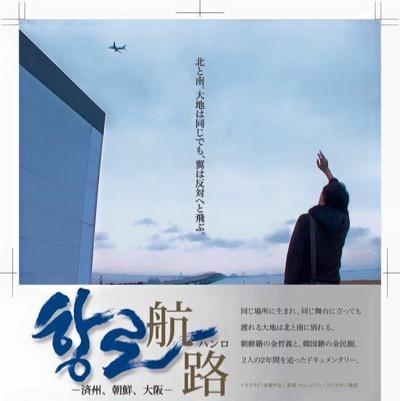 北と南。大地は同じでも、翼は反対へと飛ぶ。
항로
航路
ハンロ
―済州、朝鮮、大阪―
同じ場所に生まれ、同じ舞台に立っても
渡れる大地は北と南に別れる。
朝鮮籍の金哲義と、韓国籍の金民樹。
2人の2年間を追ったドキュメンタリー。